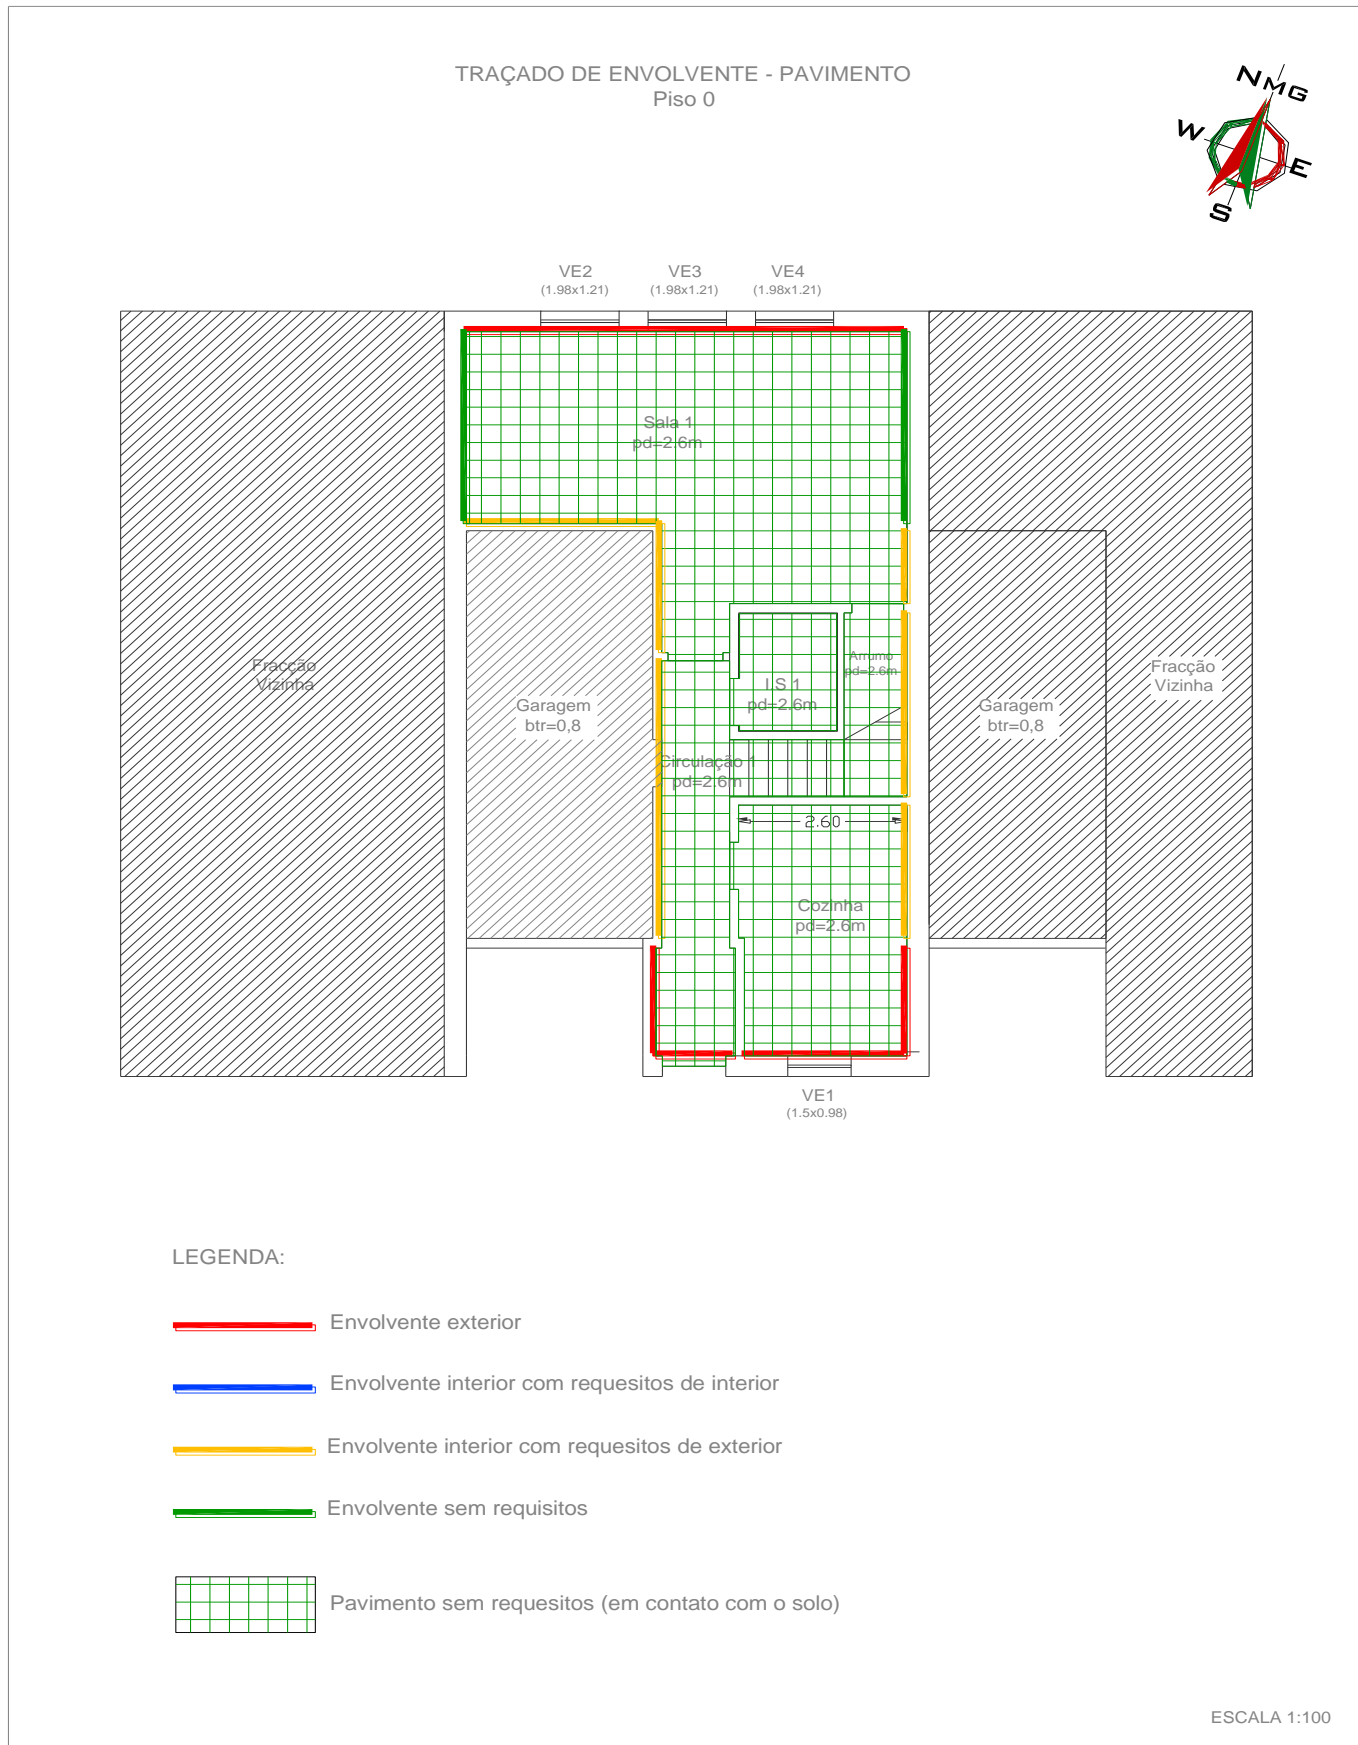 TRAÇADO DE ENVOLVENTE - PAVIMENTO
Piso 0
NMG
W
E
S
VE2
(1.98x1.21)
VE3
(1.98x1.21)
VE4
(1.98x1.21)
Sala 1
pd=2.6m
Fracção
Vizinha
Garagem
btr=0,8
I.S 1
pd=2.6m
Arrumo
pd=2.6m
Circulação 1
pd=2.6m
2.60
Cozinha
pd=2.6m
Garagem
btr=0,8
Fracção
Vizinha
VE1
(1.5x0.98)
LEGENDA:
Envolvente exterior
Envolvente interior com requesitos de interior
Envolvente interior com requesitos de exterior
Envolvente sem requisitos
Pavimento sem requesitos (em contato com o solo)
ESCALA 1:100